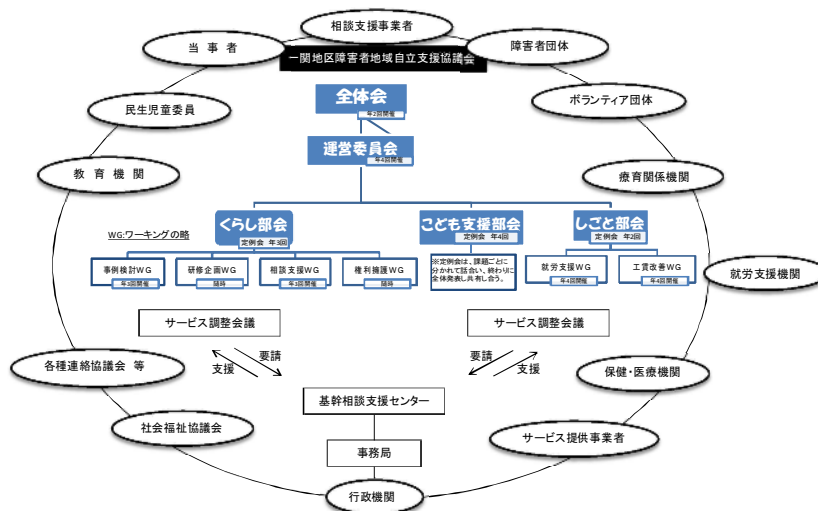 相談支援事業者
当 事 者
障害者団体
一関地区障害者地域自立支援協議会
全体会
年2回開催
民生児童委員
ボランティア団体
運営委員会
年4回開催
教 育 機 関
療育関係機関
くらし部会
定例会 年3回
こども支援部会
定例会 年4回
しごと部会
定例会 年2回
WG:ワーキングの略
事例検討WG
年3回開催
研修企画WG
随時
相談支援WG
年3回開催
権利擁護WG
随時
※定例会は、課題ごとに
分かれて話合い、終わりに
全体発表し共有し合う。
就労支援WG
年4回開催
工賃改善WG
年4回開催
就労支援機関
サービス調整会議
サービス調整会議
要請
支援
要請
支援
各種連絡協議会 等
保健・医療機関
基幹相談支援センター
社会福祉協議会
サービス提供事業者
事務局
行政機関